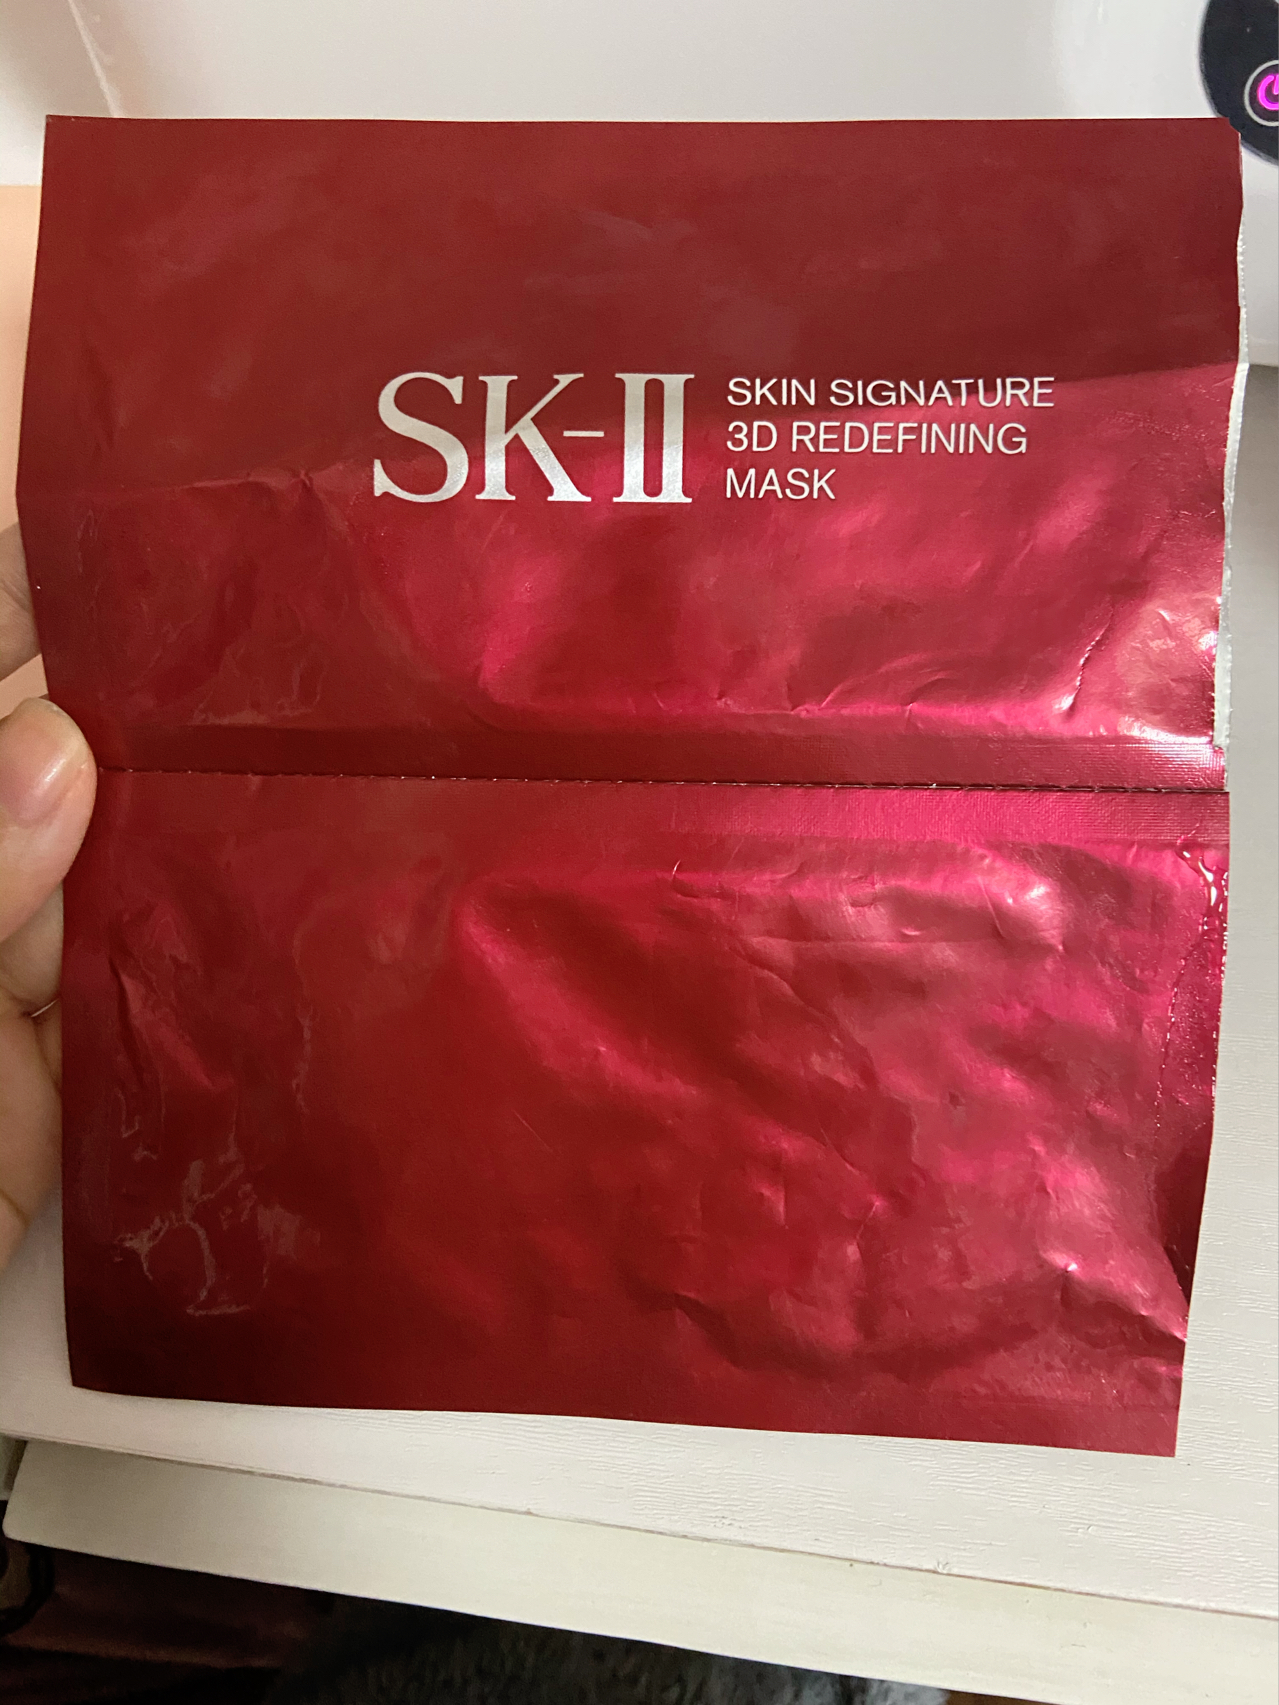 SK-II
SKIN SIGNATURE
3D REDEFINING
MASK